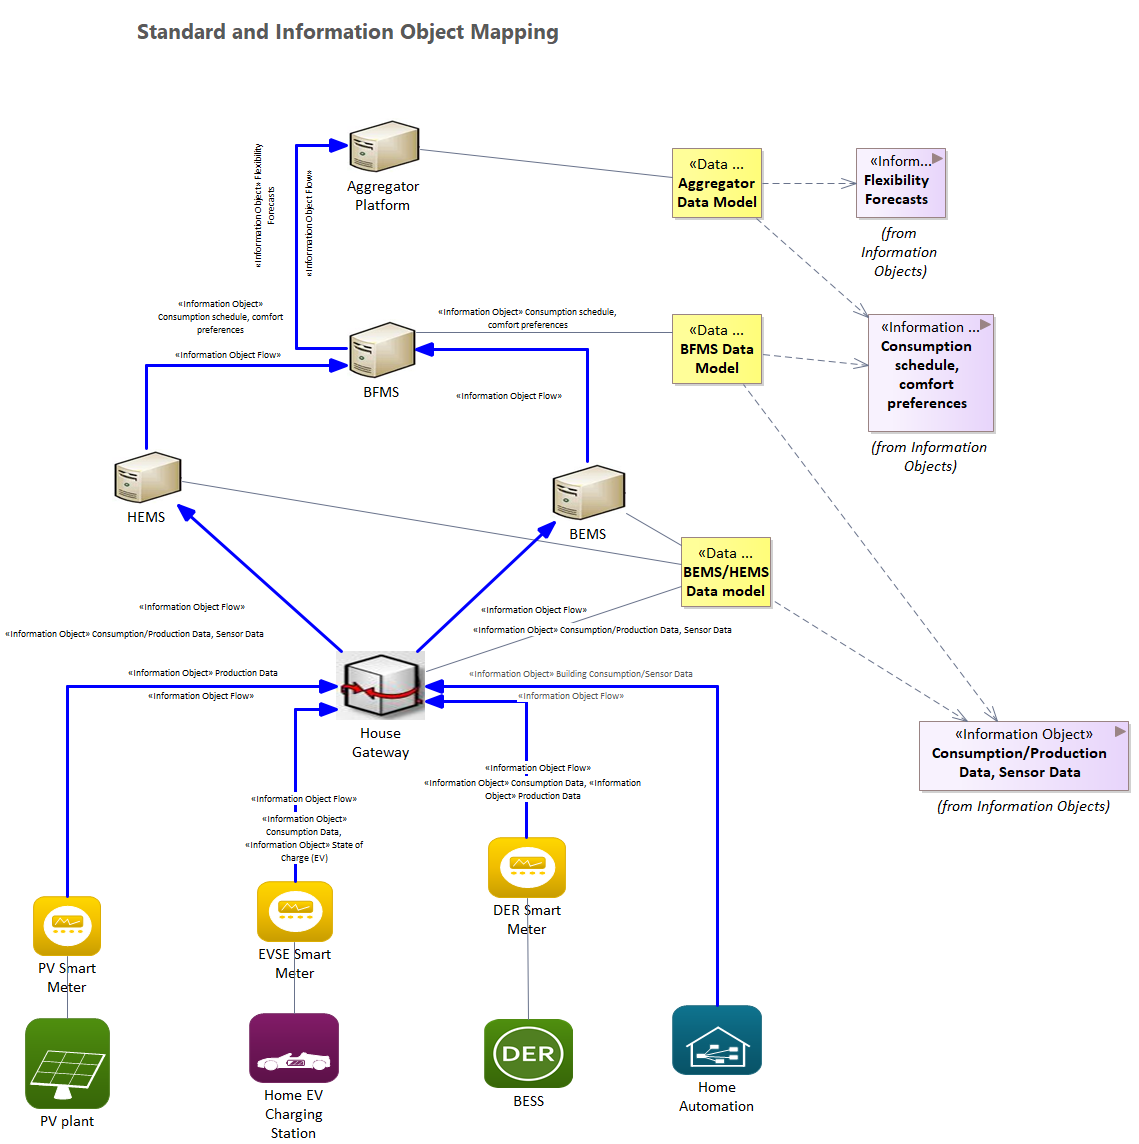 Standard and Information Object Mapping
«Information Object» Flexibility
Forecasts
«Information Object Flow»
Aggregator
Platform
«Data ...
Aggregator
Data Model
«Inform...
Flexibility
Forecasts
(from
Information
Objects)
«Information Object»
Consumption schedule, comfort
preferences
«Information Object Flow»
«Information Object» Consumption schedule,
comfort preferences
BFMS
«Information Object Flow»
«Data ...
BFMS Data
Model
«Information ...
Consumption
schedule,
comfort
preferences
(from Information
Objects)
HEMS
BEMS
«Data ...
BEMS/HEMS
Data model
«Information Object Flow»
«Information Object» Consumption/Production Data, Sensor Data
«Information Object Flow»
«Information Object» Consumption/Production Data, Sensor Data
«Information Object» Production Data
«Information Object Flow»
«Information Object» Building Consumption/Sensor Data
«Information Object Flow»
House
Gateway
«Information Object»
Consumption/Production
Data, Sensor Data
(from Information Objects)
«Information Object Flow»
«Information Object» Consumption Data, «Information
Object» Production Data
«Information Object Flow»
«Information Object»
Consumption Data,
«Information Object» State of
Charge (EV)
DER Smart
Meter
EVSE Smart
Meter
PV Smart
Meter
DER
PV plant
Home EV
Charging
Station
BESS
Home
Automation